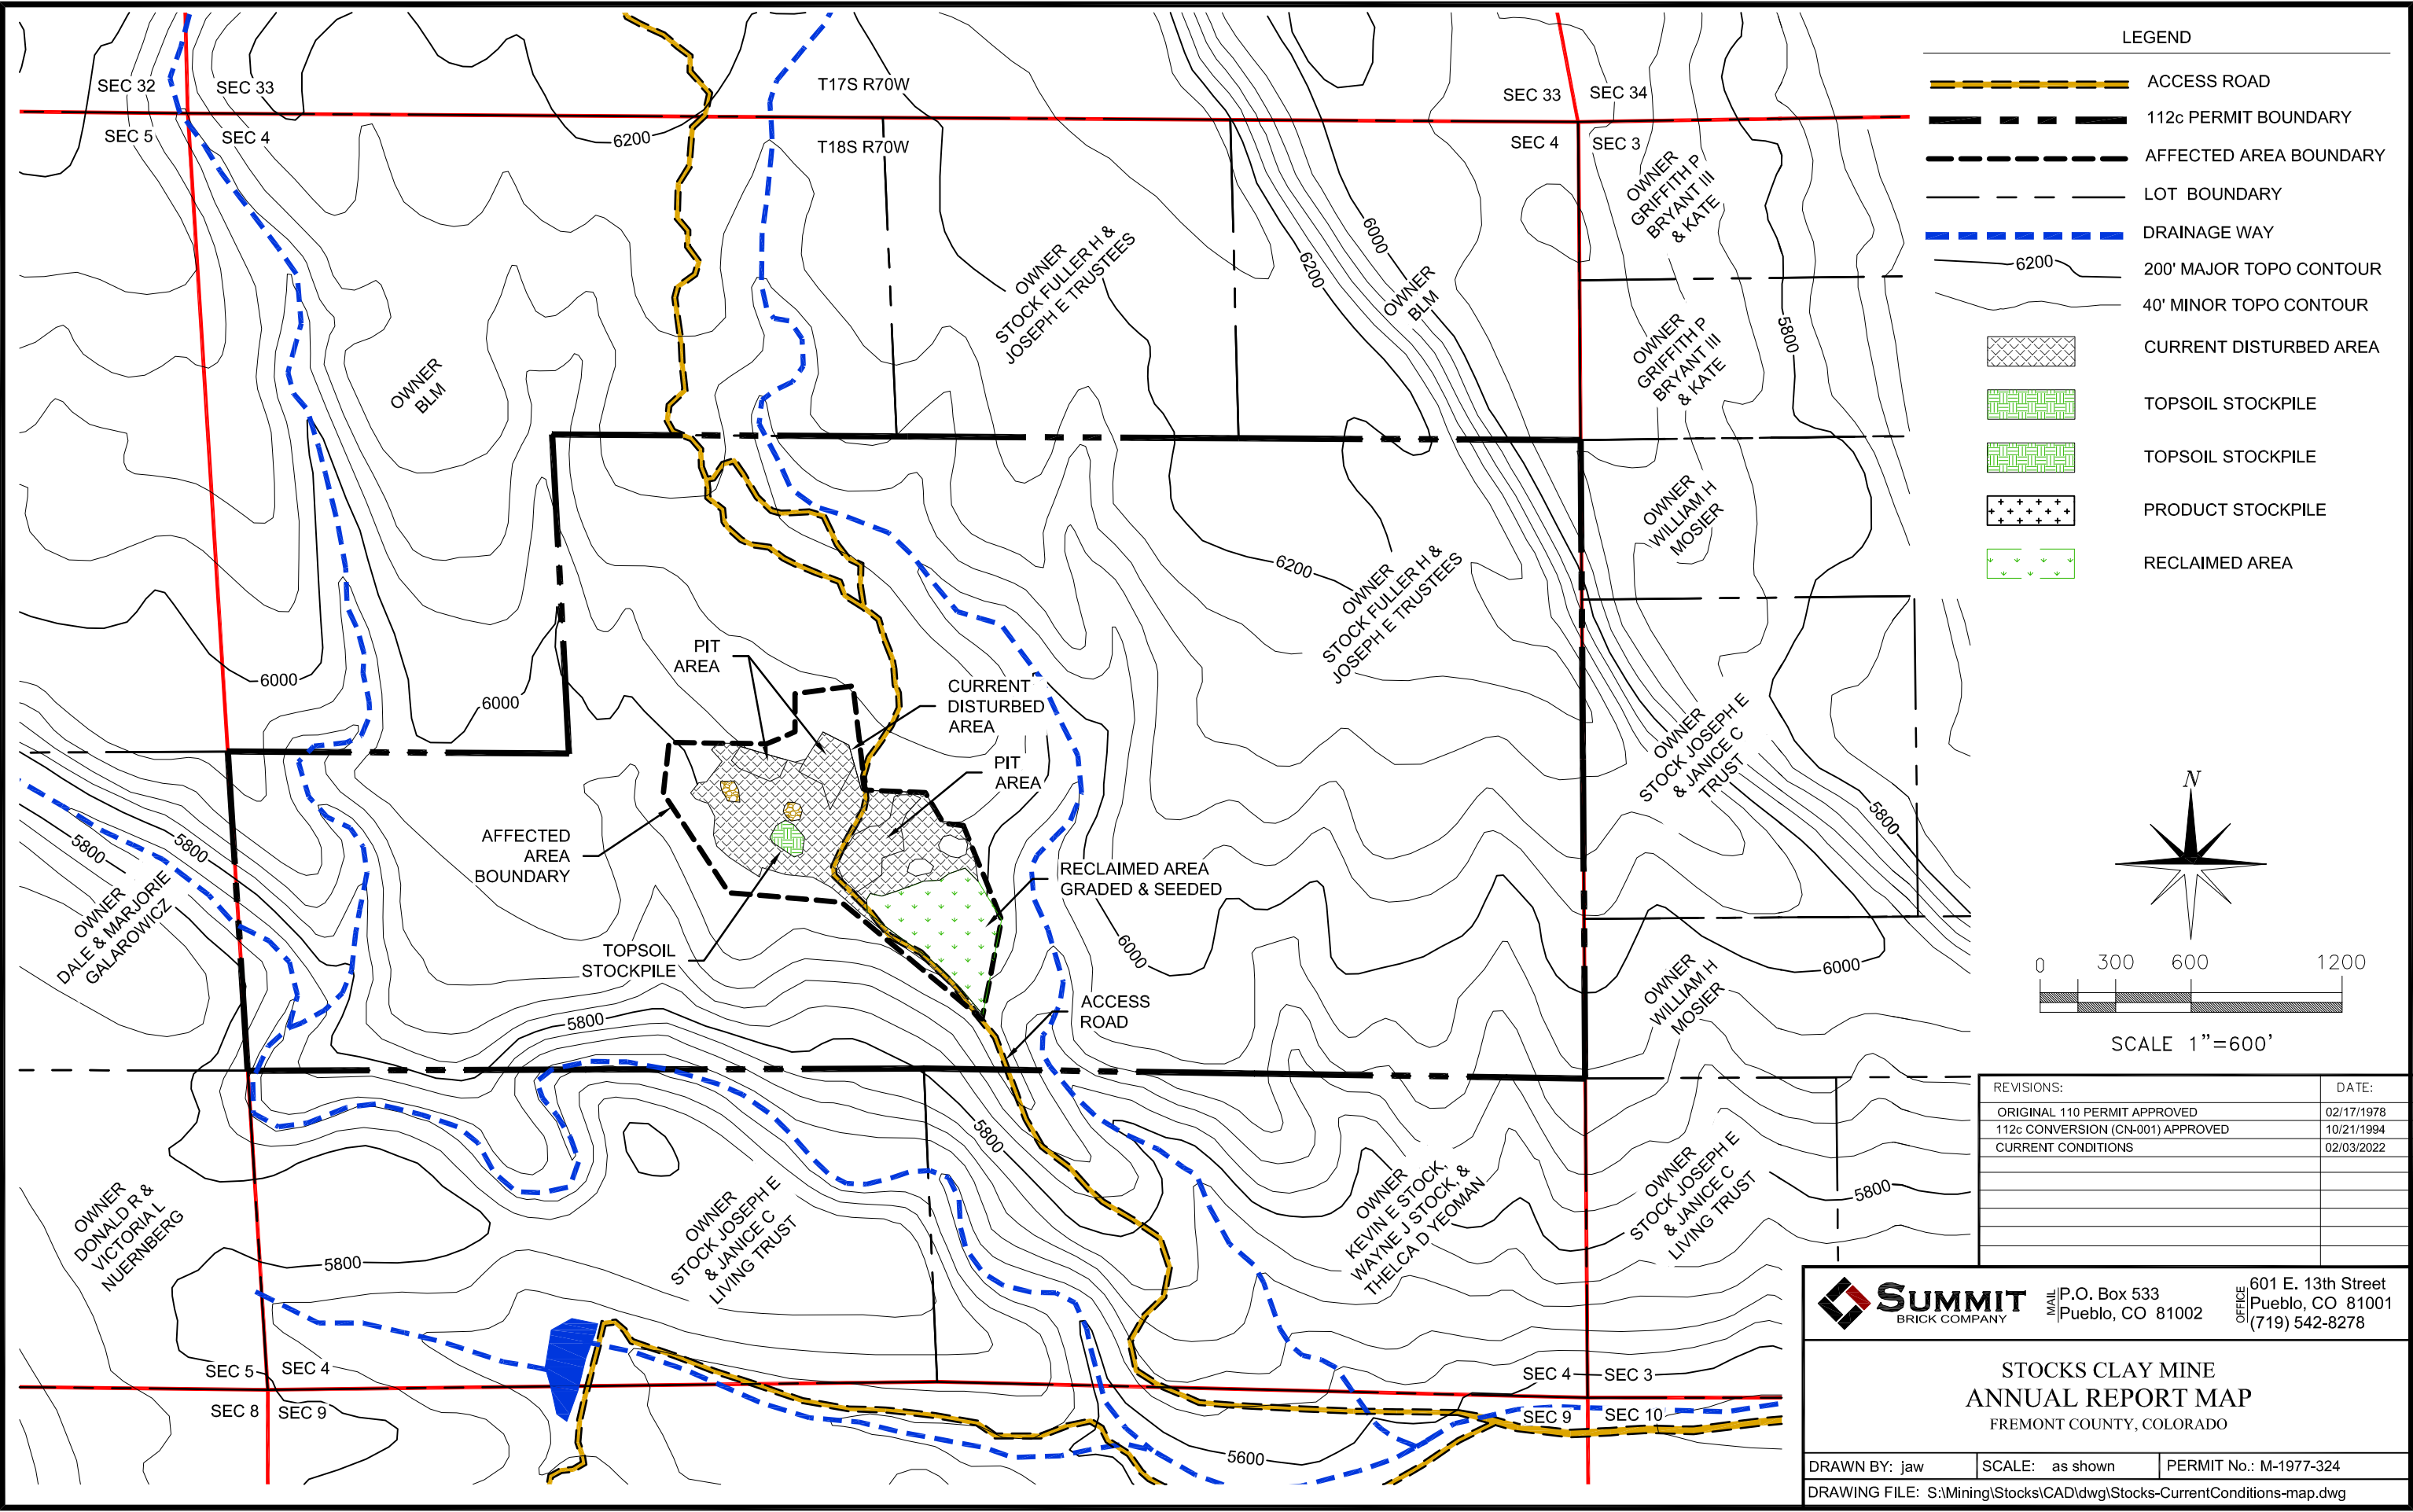 SEC 32
SEC 33
SEC 5
SEC 4
T17S R70W
T18S R70W
SEC 33
SEC 34
SEC 4
SEC 3
6200
6000
6200
OWNER
BLM
OWNER
STOCK FULLER H &
JOSEPH E TRUSTEES
OWNER
BLM
OWNER
GRIFFITH P
BRYANT III
& KATE
OWNER
GRIFFITH P
BRYANT III
& KATE
5800
OWNER
WILLIAM H
MOSIER
6200
OWNER
STOCK FULLER H &
JOSEPH E TRUSTEES
6000
6000
PIT
AREA
CURRENT
DISTURBED
AREA
PIT
AREA
OWNER
STOCK JOSEPH E
& JANICE C
TRUST
5800
5800
5800
OWNER
DALE & MARJORIE
GALAROWICZ
AFFECTED
AREA
BOUNDARY
RECLAIMED AREA
GRADED & SEEDED
TOPSOIL
STOCKPILE
6000
6000
ACCESS
ROAD
OWNER
WILLIAM H
MOSIER
5800
5800
OWNER
DONALD R &
VICTORIA L
NUERNBERG
5800
OWNER
STOCK JOSEPH E
& JANICE C
LIVING TRUST
OWNER
KEVIN E STOCK,
WAYNE J STOCK, &
THELCA D YEOMAN
OWNER
STOCK JOSEPH E
& JANICE C
LIVING TRUST
5800
SEC 5
SEC 4
SEC 8
SEC 9
SEC 4
SEC 3
SEC 9
SEC 10
5600
LEGEND
ACCESS ROAD
112c PERMIT BOUNDARY
AFFECTED AREA BOUNDARY
LOT BOUNDARY
DRAINAGE WAY
6200
200' MAJOR TOPO CONTOUR
40' MINOR TOPO CONTOUR
CURRENT DISTURBED AREA
TOPSOIL STOCKPILE
TOPSOIL STOCKPILE
PRODUCT STOCKPILE
RECLAIMED AREA
N
0 300 600 1200
SCALE 1"=600'
REVISIONS: DATE:
ORIGINAL 110 PERMIT APPROVED 02/17/1978
112c CONVERSION (CN-001) APPROVED 10/21/1994
CURRENT CONDITIONS 02/03/2022
SUMMIT
BRICK COMPANY
MAIL
P.O. Box 533
Pueblo, CO 81002
OFFICE
601 E. 13th Street
Pueblo, CO 81001
(719) 542-8278
STOCKS CLAY MINE
ANNUAL REPORT MAP
FREMONT COUNTY, COLORADO
DRAWN BY: jaw
SCALE: as shown
PERMIT No.: M-1977-324
DRAWING FILE: S:\Mining\Stocks\CAD\dwg\Stocks-CurrentConditions-map.dwg